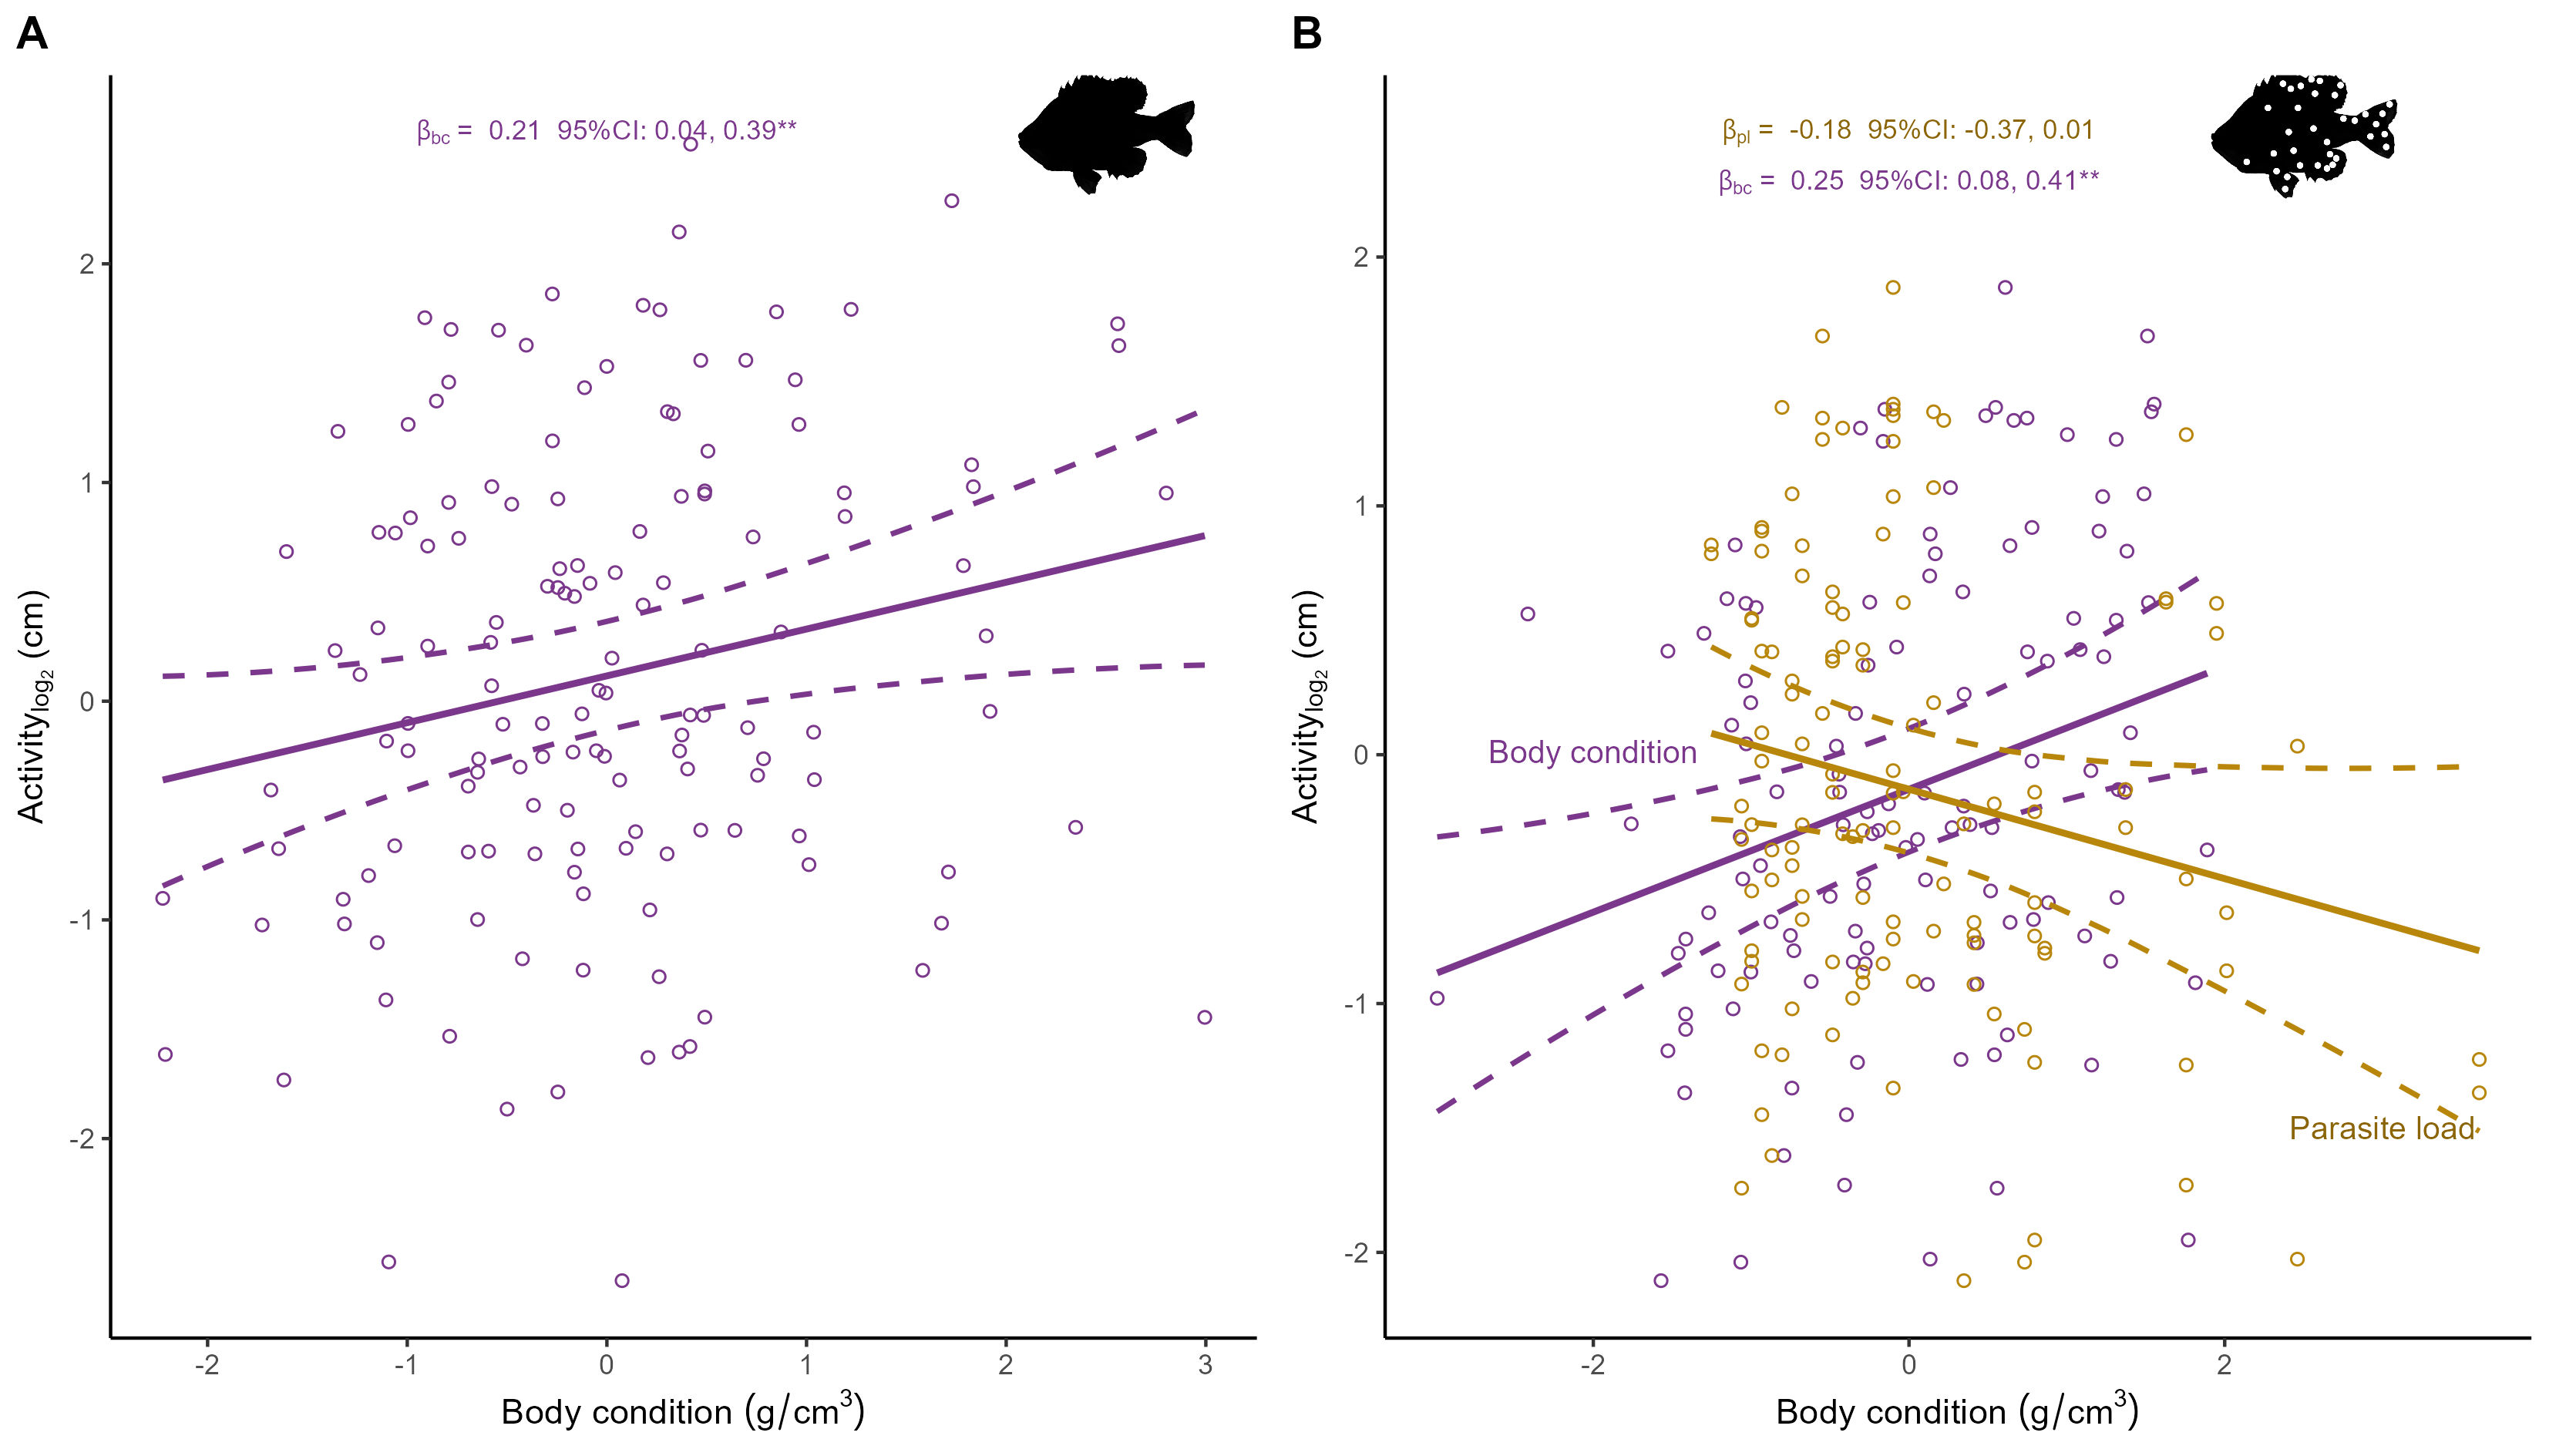 A
βbc = 0.21 95%CI: 0.04, 0.39**
2
1
0
-1
-2
Activitylog2 (cm)
-2 -1 0 1 2 3
Body condition (g/cm³)
B
βpl = -0.18 95%CI: -0.37, 0.01
βbc = 0.25 95%CI: 0.08, 0.41**
2
1
0
-1
-2
Activitylog2 (cm)
Body condition
Parasite load
-2 0 2
Body condition (g/cm³)